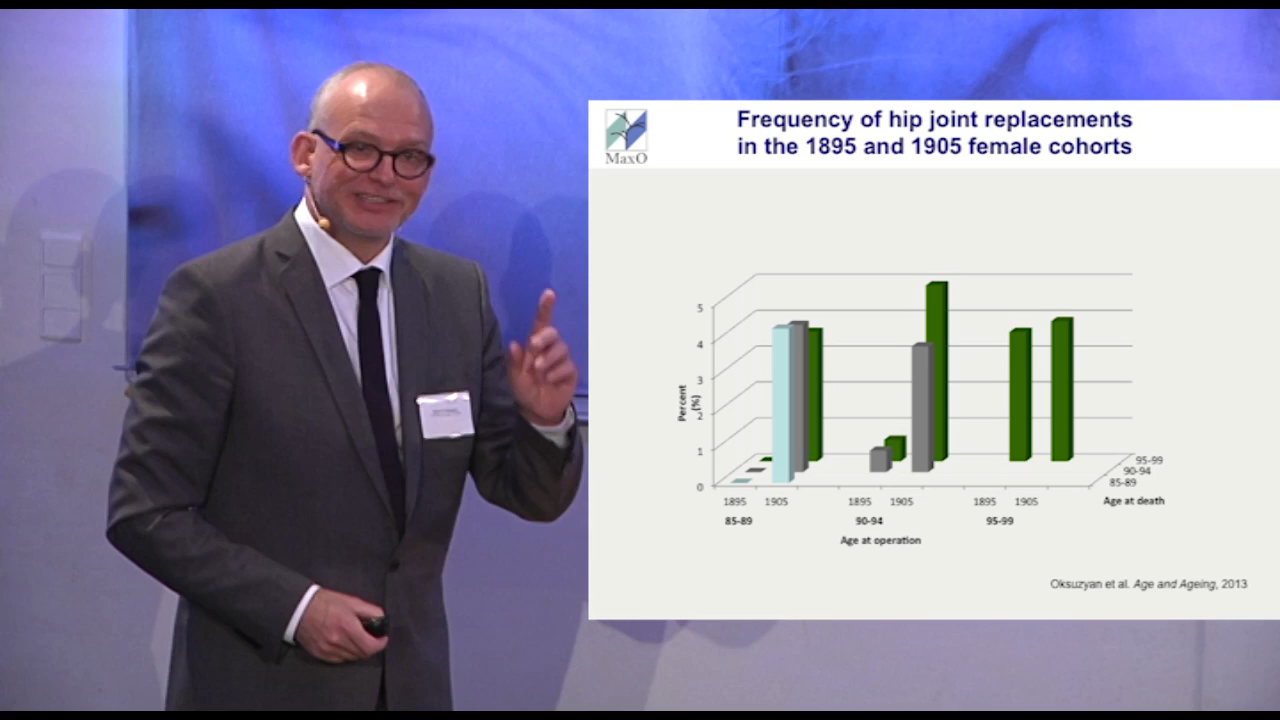 MaxO
Frequency of hip joint replacements
in the 1895 and 1905 female cohorts
5
4
3
2
1
0
Percent
(%)
1895 1905 1895 1905 1895 1905
85-89 90-94 95-99
Age at operation
95-99
90-94
85-89
Age at death
Oksuzyan et al. Age and Ageing, 2013